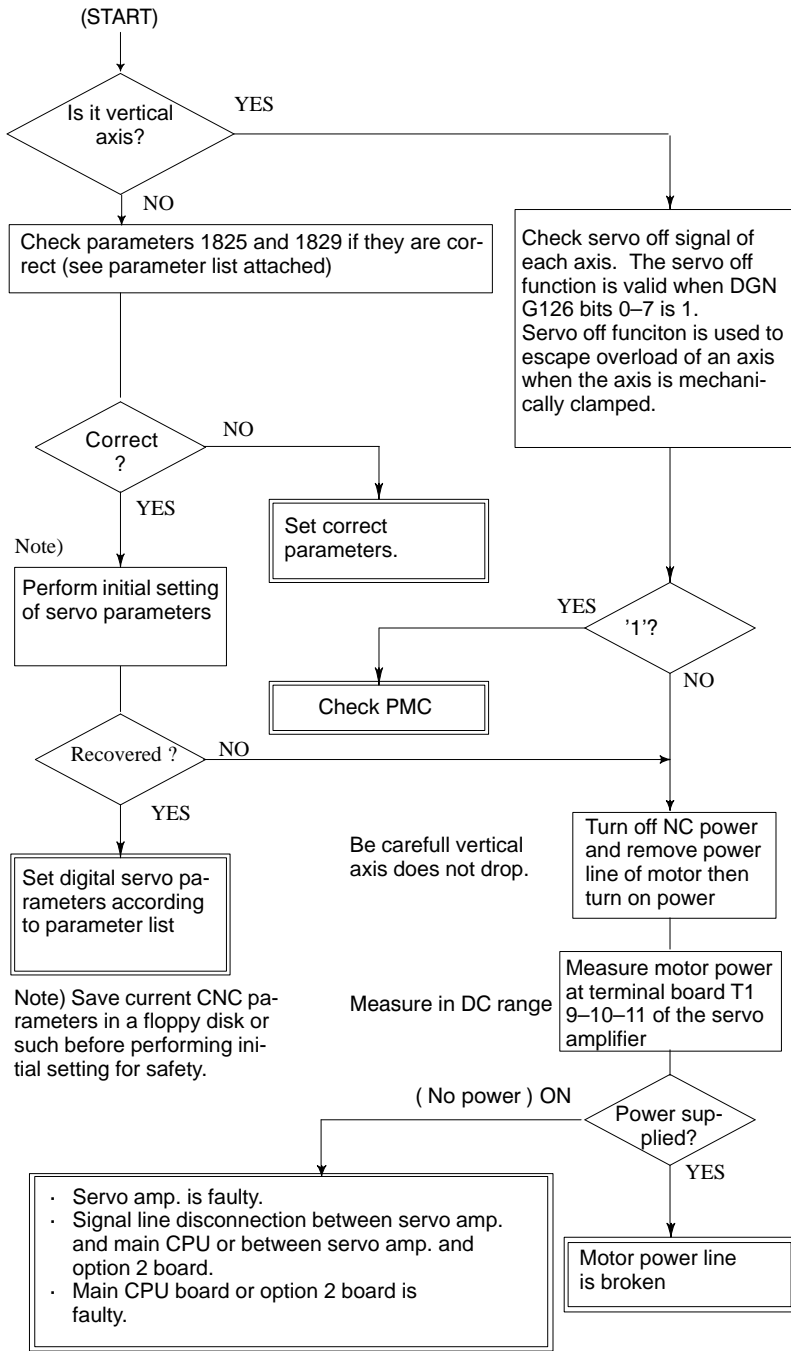 (START)
Is it vertical
axis?
YES
NO
Check parameters 1825 and 1829 if they are cor-
rect (see parameter list attached)
Check servo off signal of
each axis. The servo off
function is valid when DGN
G126 bits 0–7 is 1.
Servo off funciton is used to
escape overload of an axis
when the axis is mechani-
cally clamped.
Correct
?
NO
YES
Set correct
parameters.
Note)
Perform initial setting
of servo parameters
YES
'1'?
NO
Check PMC
Recovered ?
NO
YES
Set digital servo pa-
rameters according
to parameter list
Be carefull vertical
axis does not drop.
Turn off NC power
and remove power
line of motor then
turn on power
Note) Save current CNC pa-
rameters in a floppy disk or
such before performing ini-
tial setting for safety.
Measure in DC range
Measure motor power
at terminal board T1
9–10–11 of the servo
amplifier
( No power ) ON
Power sup-
plied?
YES
· Servo amp. is faulty.
· Signal line disconnection between servo amp.
and main CPU or between servo amp. and
option 2 board.
· Main CPU board or option 2 board is
faulty.
Motor power line
is broken